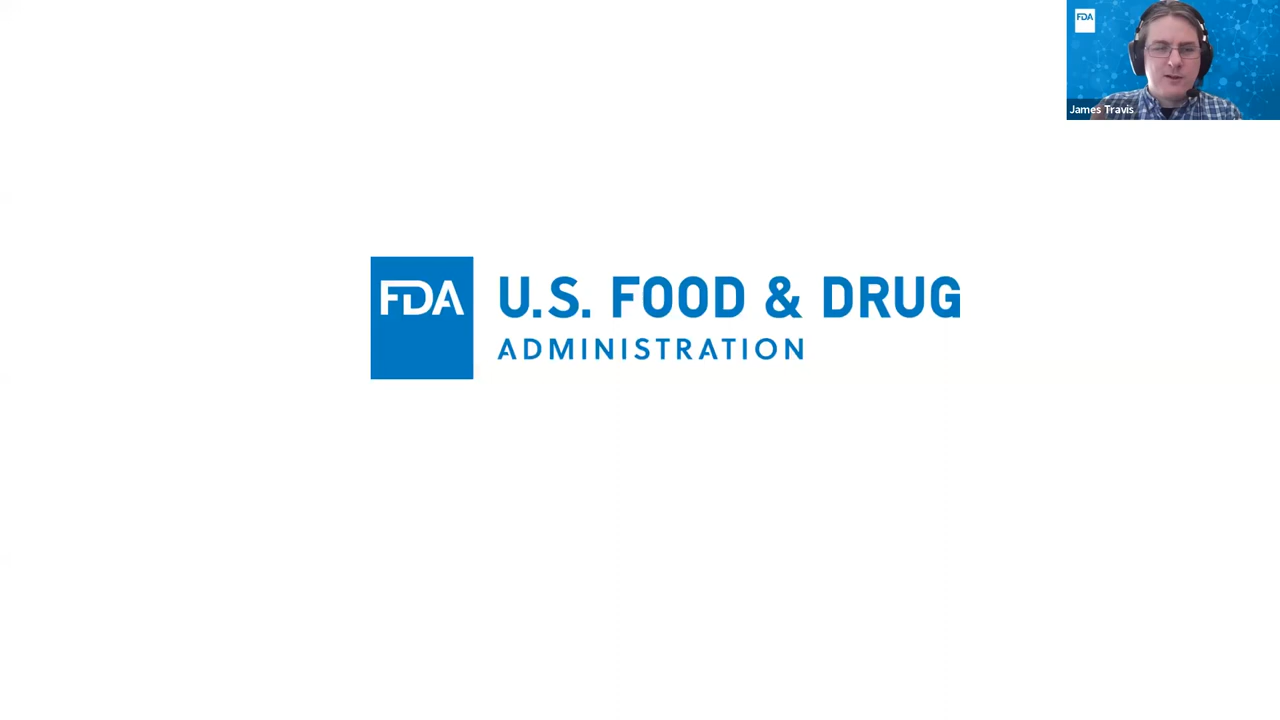 FDA
James Travis
FDA
U.S. FOOD & DRUG
ADMINISTRATION